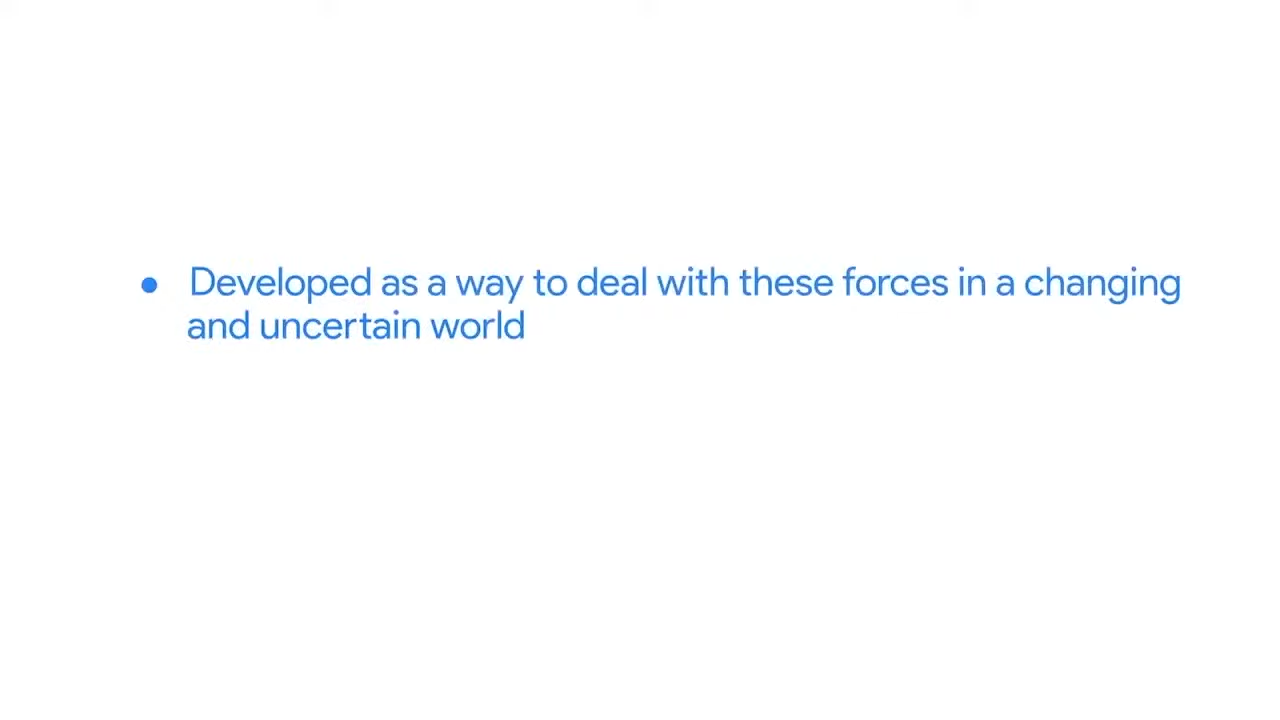 ● Developed as a way to deal with these forces in a changing
and uncertain world